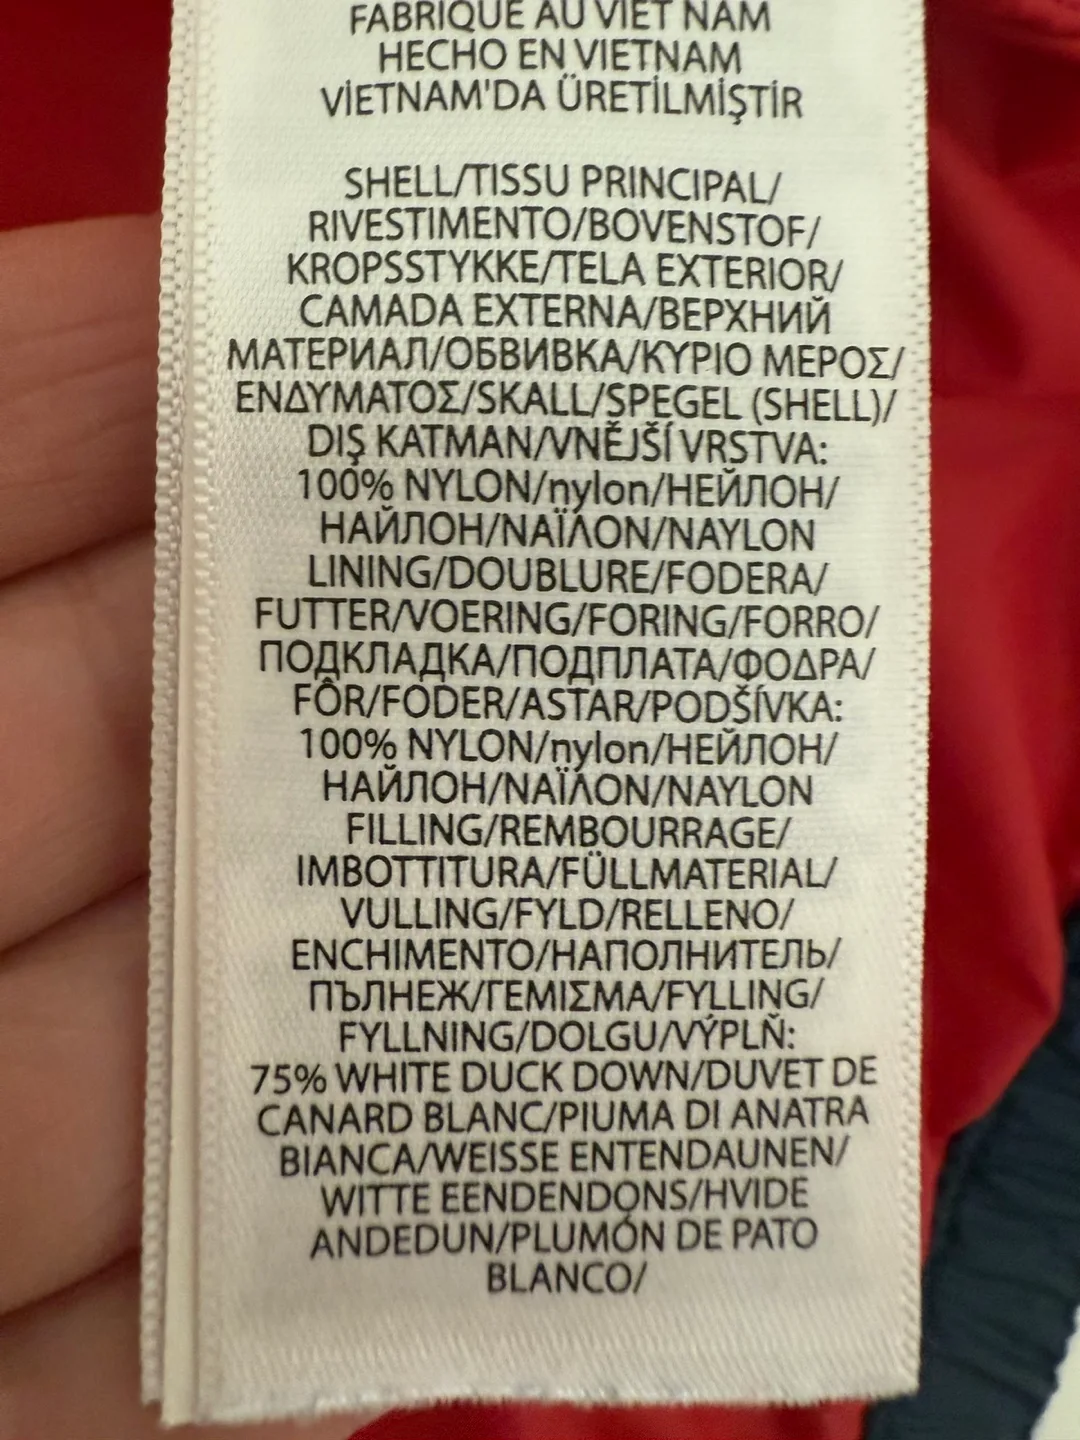 FABRIQUÉ AU VIET NAM
HECHO EN VIETNAM
VİETNAM'DA ÜRETİLMİŞTİR
SHELL/TISSU PRINCIPAL/
RIVESTIMENTO/BOVENSTOF/
KROPSSTYKKE/TELA EXTERIOR/
CAMADA EXTERNA/ВЕРХНИЙ
МАТЕРИАЛ/ОБВИВКА/ΚΥΡΙΟ ΜΕΡΟΣ/
ΕΝΔΥΜΑΤΟΣ/SKALL/SPEGEL (SHELL)/
DIŞ KATMAN/VNĚJŠÍ VRSTVA:
100% NYLON/nylon/НЕЙЛОН/
НАЙЛОН/ΝΑΪΛΟΝ/NAYLON
LINING/DOUBLURE/FODERA/
FUTTER/VOERING/FORING/FORRO/
ПОДКЛАДКА/ПОДПЛАТА/ΦΟΔΡΑ/
FÔR/FODER/ASTAR/PODŠÍVKA:
100% NYLON/nylon/НЕЙЛОН/
НАЙЛОН/ΝΑΪΛΟΝ/NAYLON
FILLING/REMBOURRAGE/
IMBOTTITURA/FÜLLMATERIAL/
VULLING/FYLD/RELLENO/
ENCHIMENTO/НАПОЛНИТЕЛЬ/
ПЪЛНЕЖ/ΓΕΜΙΣΜΑ/FYLLING/
FYLLNING/DOLGU/VÝPLŇ:
75% WHITE DUCK DOWN/DUVET DE
CANARD BLANC/PIUMA DI ANATRA
BIANCA/WEISSE ENTENDAUNEN/
WITTE EENDENDONS/HVIDE
ANDEDUN/PLUMÓN DE PATO
BLANCO/